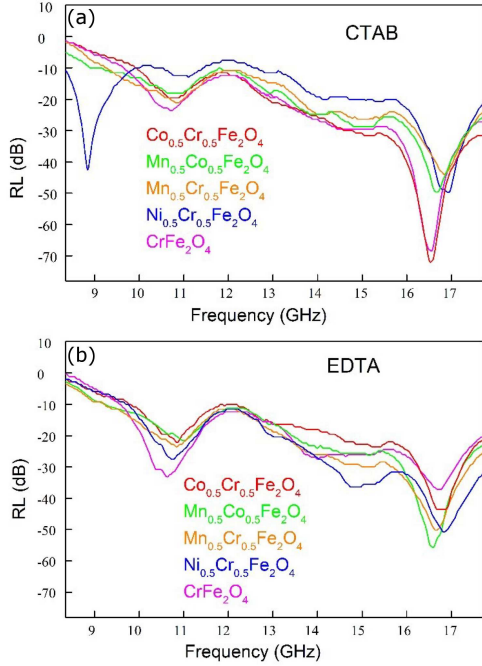 (a)
CTAB
10
0
-10
-20
-30
-40
-50
-60
-70
RL (dB)
Co0.5Cr0.5Fe2O4
Mn0.5Co0.5Fe2O4
Mn0.5Cr0.5Fe2O4
Ni0.5Cr0.5Fe2O4
CrFe2O4
9 10 11 12 13 14 15 16 17
Frequency (GHz)
(b)
EDTA
10
0
-10
-20
-30
-40
-50
-60
-70
RL (dB)
Co0.5Cr0.5Fe2O4
Mn0.5Co0.5Fe2O4
Mn0.5Cr0.5Fe2O4
Ni0.5Cr0.5Fe2O4
CrFe2O4
9 10 11 12 13 14 15 16 17
Frequency (GHz)